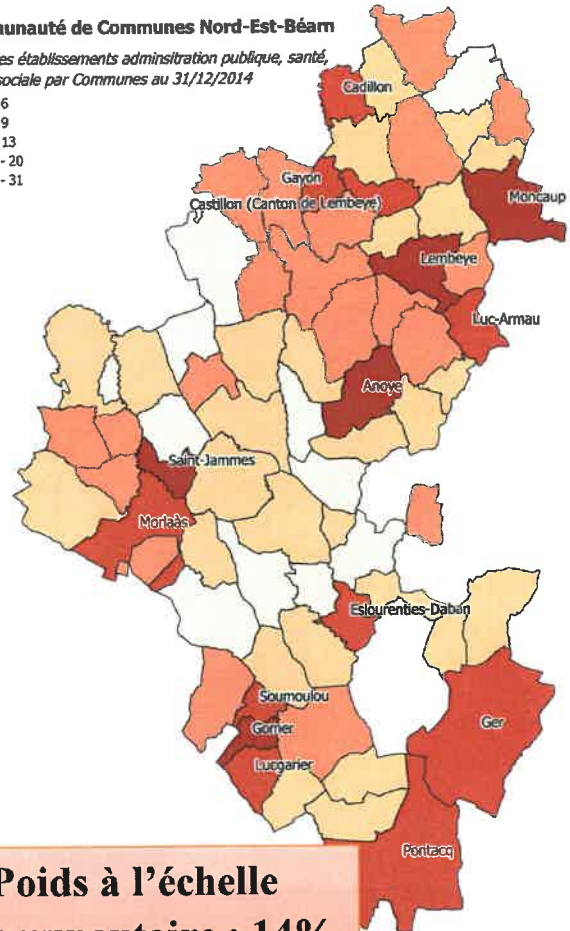 munauté de Communes Nord-Est-Béarn
es établissements adminsitration publique, santé,
sociale par Communes au 31/12/2014
6
9
13
- 20
- 31
Cadillon
Gayon
Castillon (Canton de Lembeye)
Moncaup
Lembeye
Luc-Armau
Anoye
Saint-Jammes
Morlaàs
Eslourenties-Daban
Soumoulou
Ger
Gomer
Lucgarier
Pontacq
Poids à l'échelle
: 14%